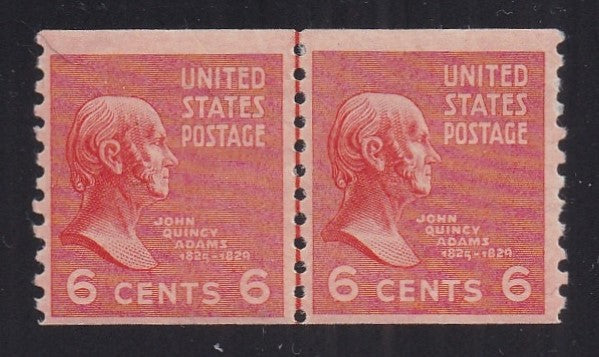 UNITED
STATES
POSTAGE
JOHN
QUINCY
ADAMS
1825-1829
6 CENTS 6
UNITED
STATES
POSTAGE
JOHN
QUINCY
ADAMS
1825-1829
6 CENTS 6